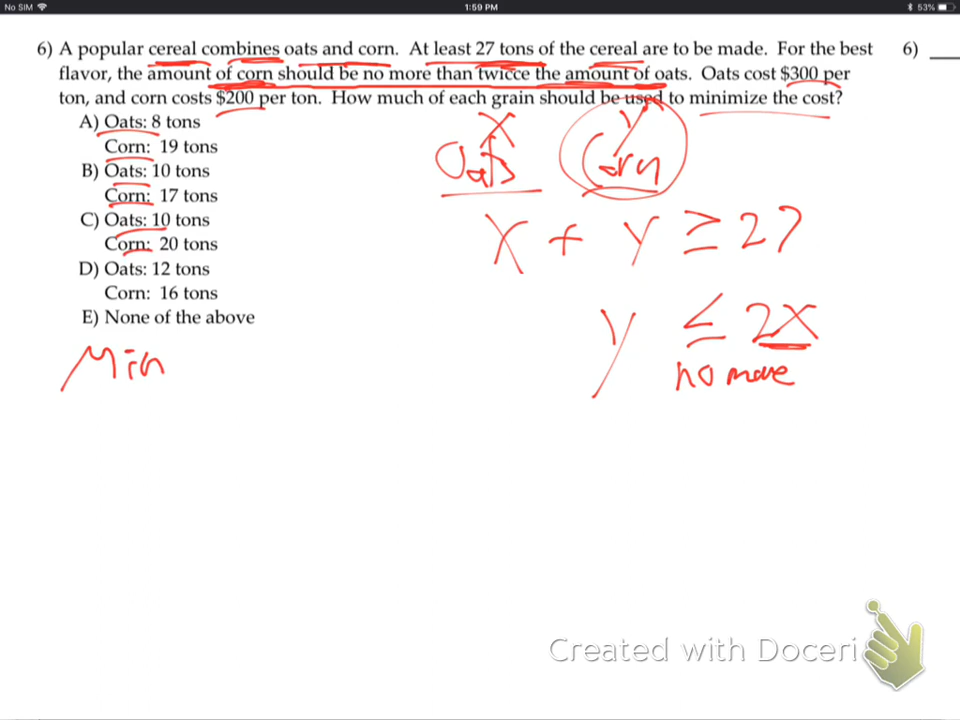 No SIM 1:59 PM 53%
6) A popular cereal combines oats and corn. At least 27 tons of the cereal are to be made. For the best 6)
flavor, the amount of corn should be no more than twicce the amount of oats. Oats cost $300 per
ton, and corn costs $200 per ton. How much of each grain should be used to minimize the cost?
A) Oats: 8 tons
Corn: 19 tons
B) Oats: 10 tons
Corn: 17 tons
C) Oats: 10 tons
Corn: 20 tons
D) Oats: 12 tons
Corn: 16 tons
E) None of the above
x y
Oats Corn
x + y ≥ 27
y ≤ 2x
no more
Min
Created with Doceri